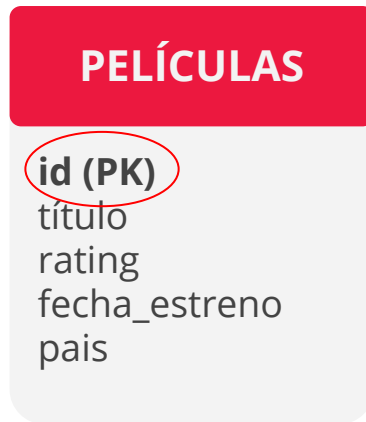 PELÍCULAS
id (PK)
título
rating
fecha_estreno
pais